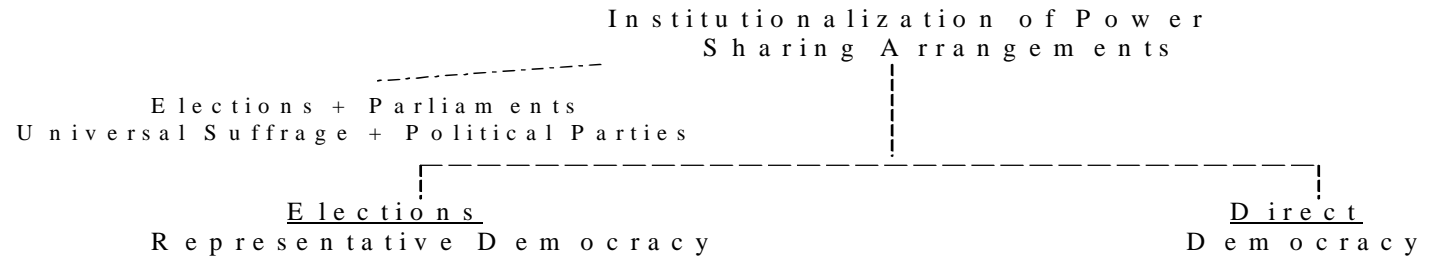 Institutionalization of Power
Sharing Arrangements
Elections + Parliaments
Universal Suffrage + Political Parties
Elections
Representative Democracy
Direct
Democracy